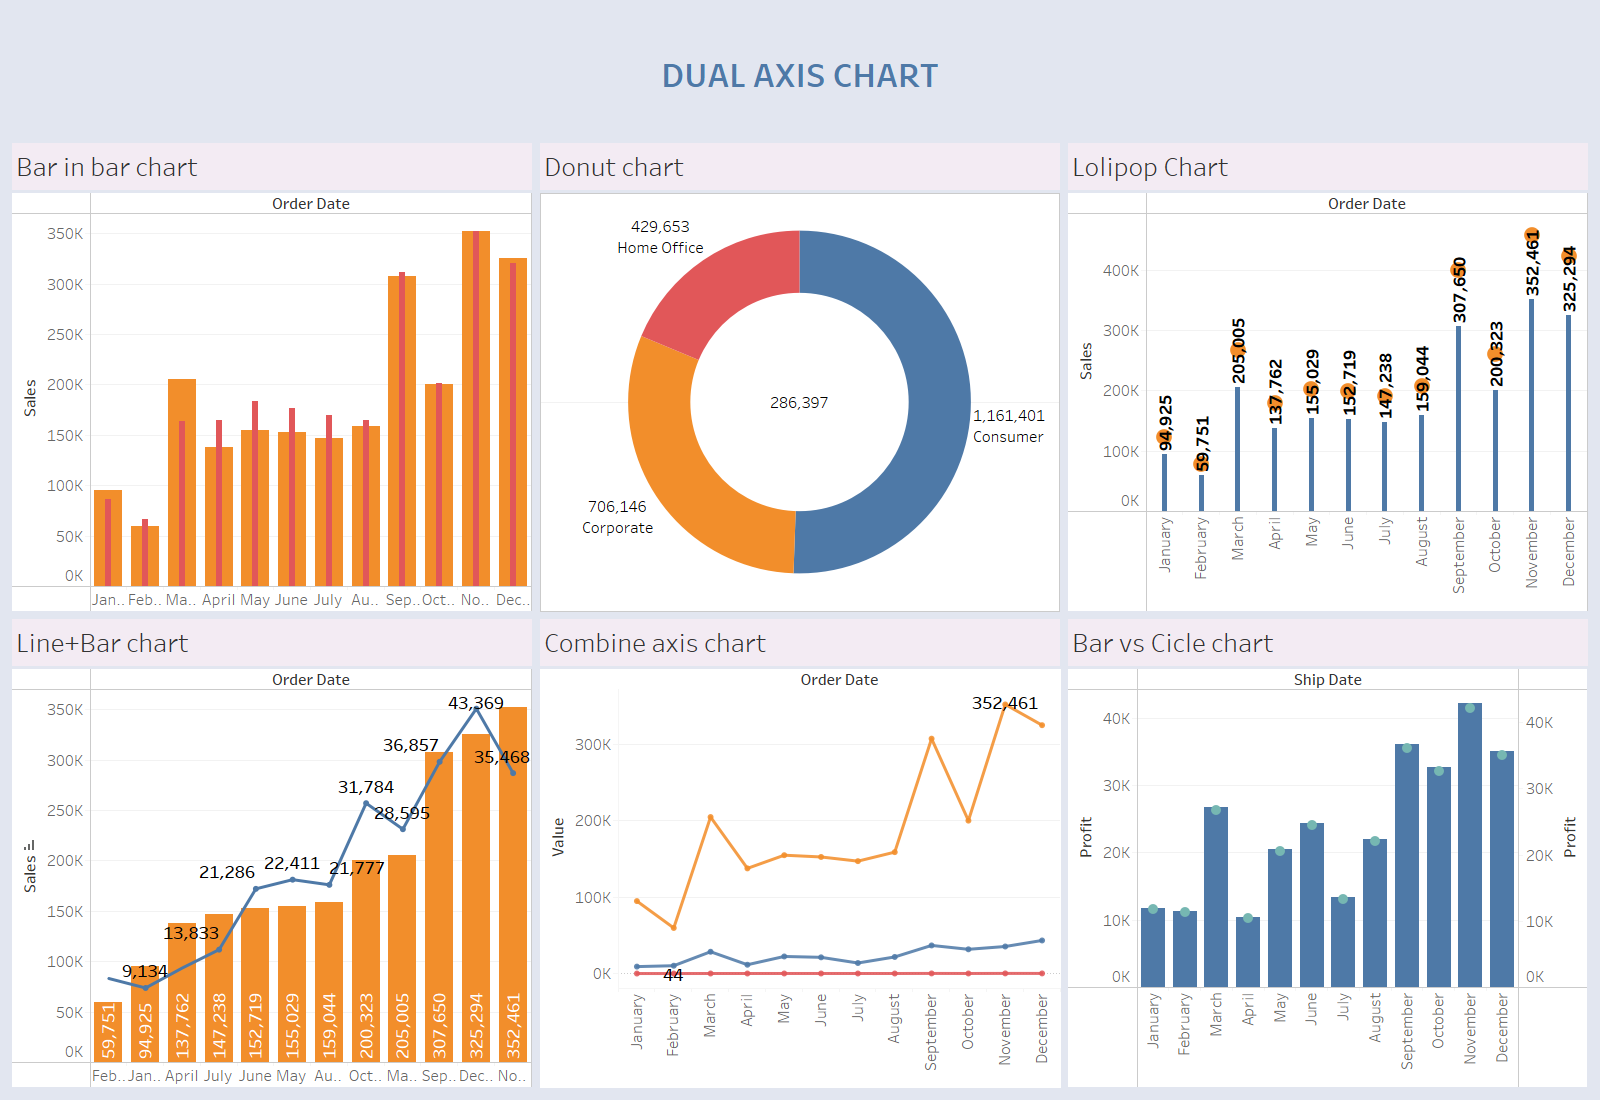 DUAL AXIS CHART
Bar in bar chart
Order Date
Sales
350K
300K
250K
200K
150K
100K
50K
0K
Jan.. Feb.. Ma.. April May June July Au.. Sep.. Oct.. No.. Dec..
Donut chart
429,653
Home Office
286,397
1,161,401
Consumer
706,146
Corporate
Lolipop Chart
Order Date
Sales
400K
300K
200K
100K
0K
94,925
59,751
205,005
137,762
155,029
152,719
147,238
159,044
307,650
200,323
352,461
325,294
January
February
March
April
May
June
July
August
September
October
November
December
Line+Bar chart
Order Date
Sales
350K
300K
250K
200K
150K
100K
50K
0K
43,369
36,857
35,468
31,784
28,595
21,286
22,411
21,777
13,833
9,134
59,751
94,925
137,762
147,238
152,719
155,029
159,044
200,323
205,005
307,650
325,294
352,461
Feb.. Jan.. April July June May Au.. Oct.. Ma.. Sep.. Dec.. No..
Combine axis chart
Order Date
Value
300K
200K
100K
0K
352,461
44
January
February
March
April
May
June
July
August
September
October
November
December
Bar vs Cicle chart
Ship Date
Profit
40K
30K
20K
10K
0K
40K
30K
20K
10K
0K
Profit
January
February
March
April
May
June
July
August
September
October
November
December